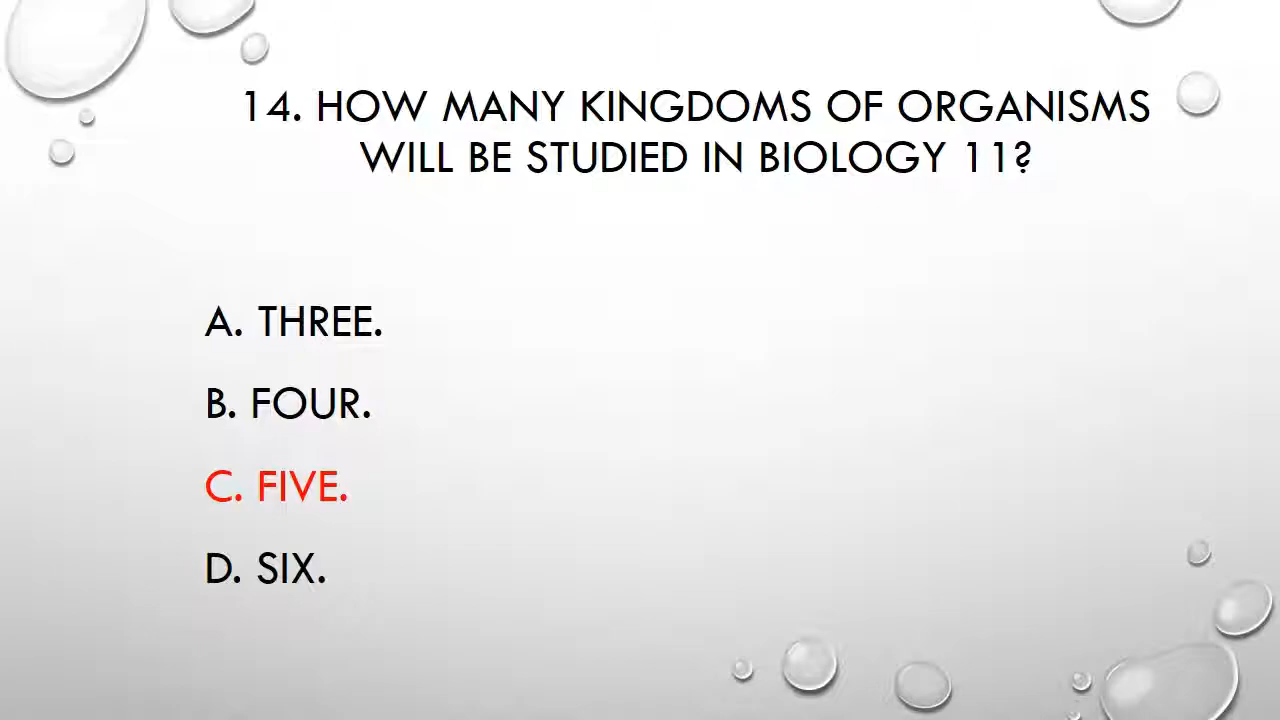 14. HOW MANY KINGDOMS OF ORGANISMS
WILL BE STUDIED IN BIOLOGY 11?
A. THREE.
B. FOUR.
C. FIVE.
D. SIX.